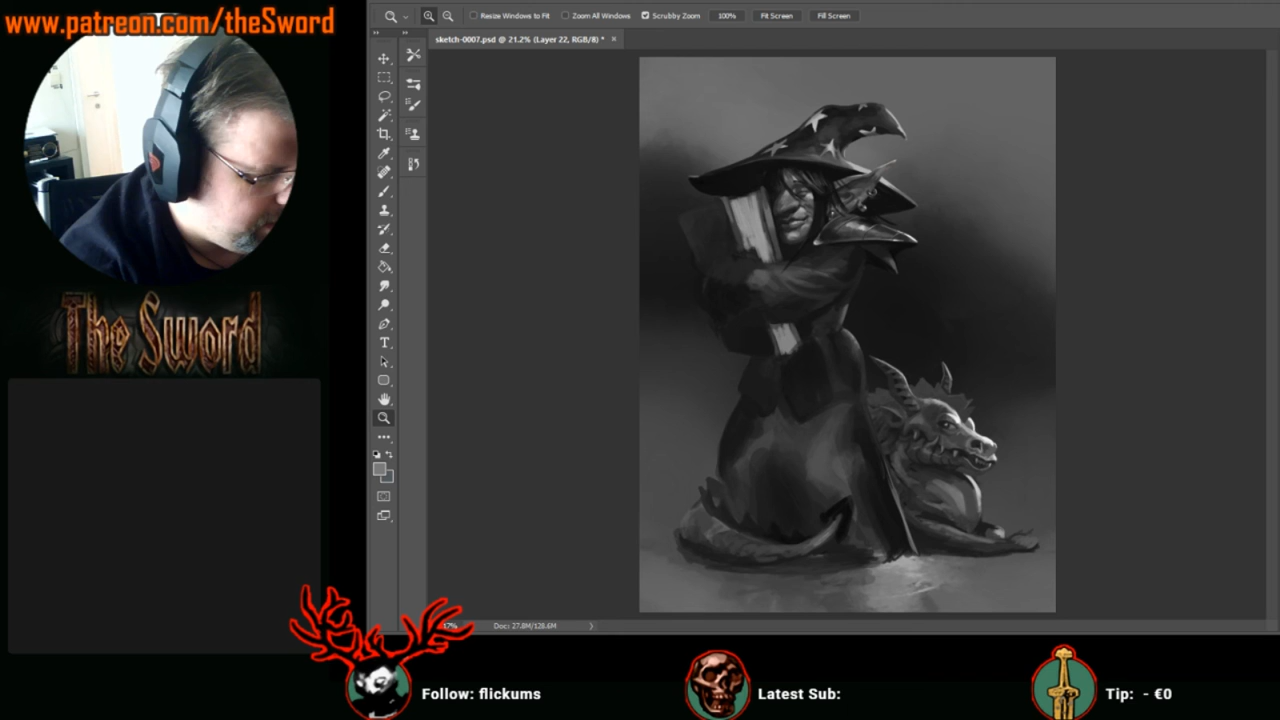 www.patreon.com/theSword
Resize Windows to Fit
Zoom All Windows
Scrubby Zoom
100%
Fit Screen
Fill Screen
sketch-0007.psd @ 21.2% (Layer 22, RGB/8) *
The Sword
Doc: 27.8M/128.6M
Follow: flickums
Latest Sub:
Tip: - €0